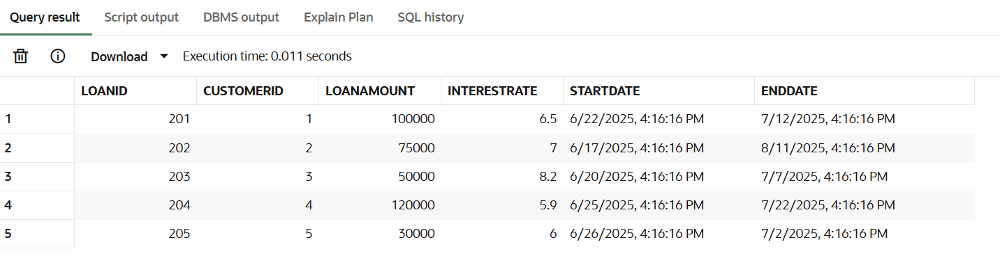 Query result Script output DBMS output Explain Plan SQL history
Download Execution time: 0.011 seconds
LOANID CUSTOMERID LOANAMOUNT INTERESTRATE STARTDATE ENDDATE
1 201 1 100000 6.5 6/22/2025, 4:16:16 PM 7/12/2025, 4:16:16 PM
2 202 2 75000 7 6/17/2025, 4:16:16 PM 8/11/2025, 4:16:16 PM
3 203 3 50000 8.2 6/20/2025, 4:16:16 PM 7/7/2025, 4:16:16 PM
4 204 4 120000 5.9 6/25/2025, 4:16:16 PM 7/22/2025, 4:16:16 PM
5 205 5 30000 6 6/26/2025, 4:16:16 PM 7/2/2025, 4:16:16 PM